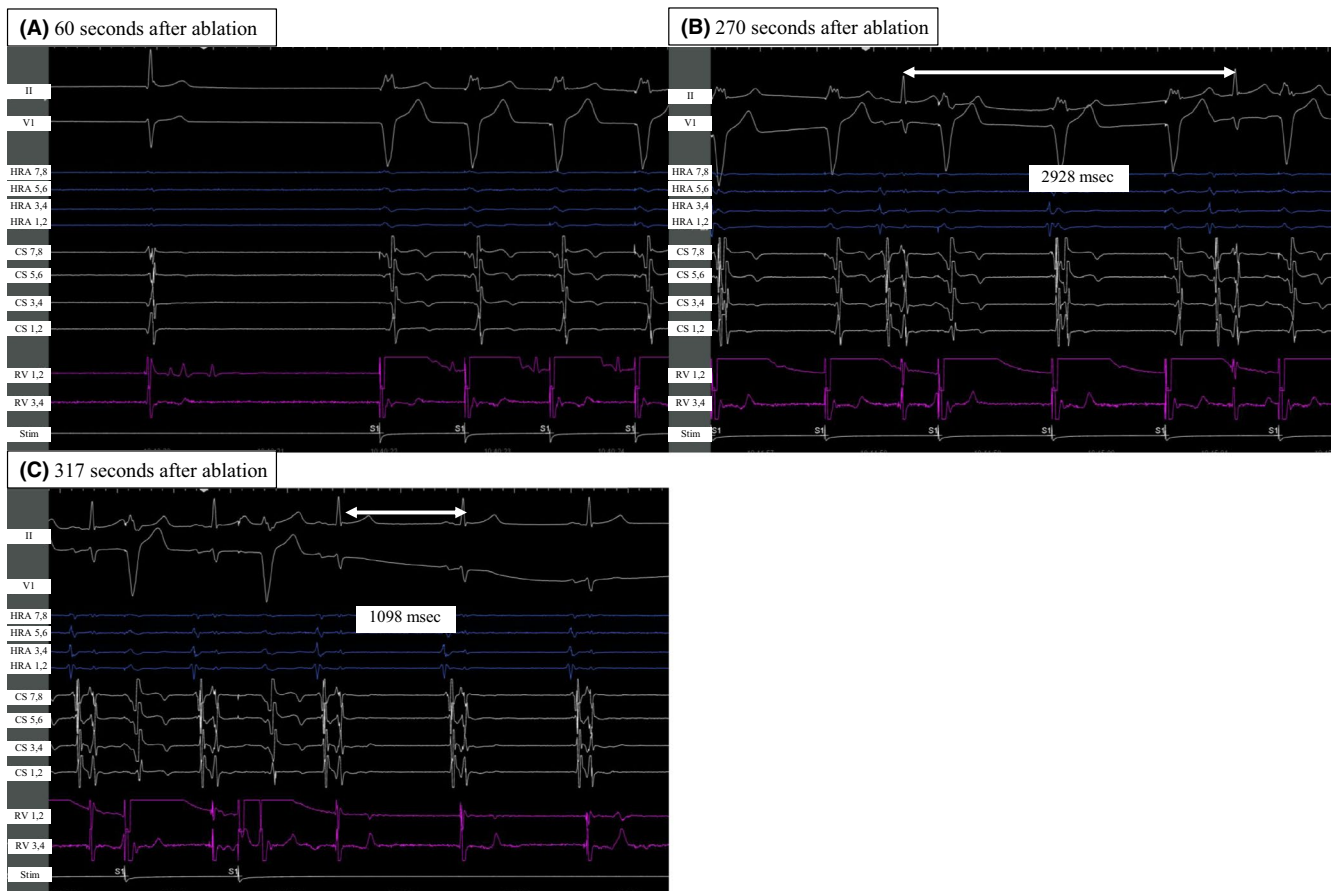 (A) 60 seconds after ablation
II
V1
HRA 7,8
HRA 5,6
HRA 3,4
HRA 1,2
CS 7,8
CS 5,6
CS 3,4
CS 1,2
RV 1,2
RV 3,4
Stim
S1 S1 S1 S1
(B) 270 seconds after ablation
II
V1
HRA 7,8
2928 msec
HRA 5,6
HRA 3,4
HRA 1,2
CS 7,8
CS 5,6
CS 3,4
CS 1,2
RV 1,2
RV 3,4
Stim
S1 S1 S1 S1 S1 S1
(C) 317 seconds after ablation
II
V1
HRA 7,8
1098 msec
HRA 5,6
HRA 3,4
HRA 1,2
CS 7,8
CS 5,6
CS 3,4
CS 1,2
RV 1,2
RV 3,4
Stim
S1 S1